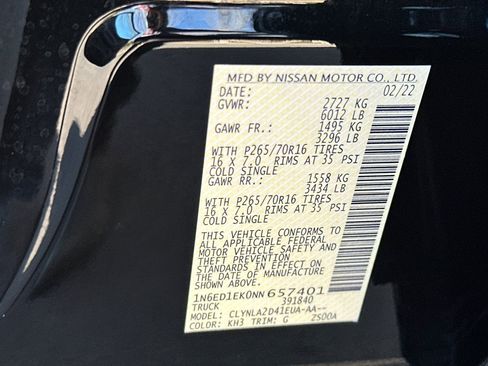 MFD BY NISSAN MOTOR CO., LTD.
DATE: 02/22
GVWR: 2727 KG
6012 LB
GAWR FR.: 1495 KG
3296 LB
WITH P265/70R16 TIRES
16 X 7.0 RIMS AT 35 PSI
COLD SINGLE
GAWR RR.: 1558 KG
3434 LB
WITH P265/70R16 TIRES
16 X 7.0 RIMS AT 35 PSI
COLD SINGLE
THIS VEHICLE CONFORMS TO
ALL APPLICABLE FEDERAL
MOTOR VEHICLE SAFETY AND
THEFT PREVENTION
STANDARDS IN EFFECT ON
THE DATE OF MANUFACTURE
SHOWN ABOVE.
1N6ED1EK0NN657401
TRUCK 391840
MODEL: CLYNLA2D41EUA-AA--
COLOR: KH3 TRIM: G 2S00A